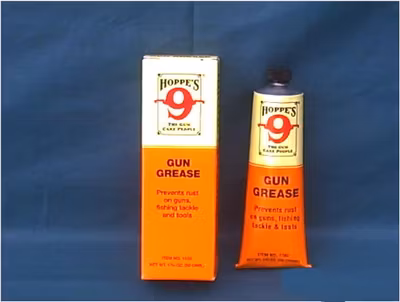 HOPPE'S
9
THE GUN
CARE PEOPLE
GUN
GREASE
Prevents rust
on guns,
fishing tackle
and tools
HOPPE'S
9
THE GUN
CARE PEOPLE
GUN
GREASE
Prevents rust
on guns, fishing
tackle & tools